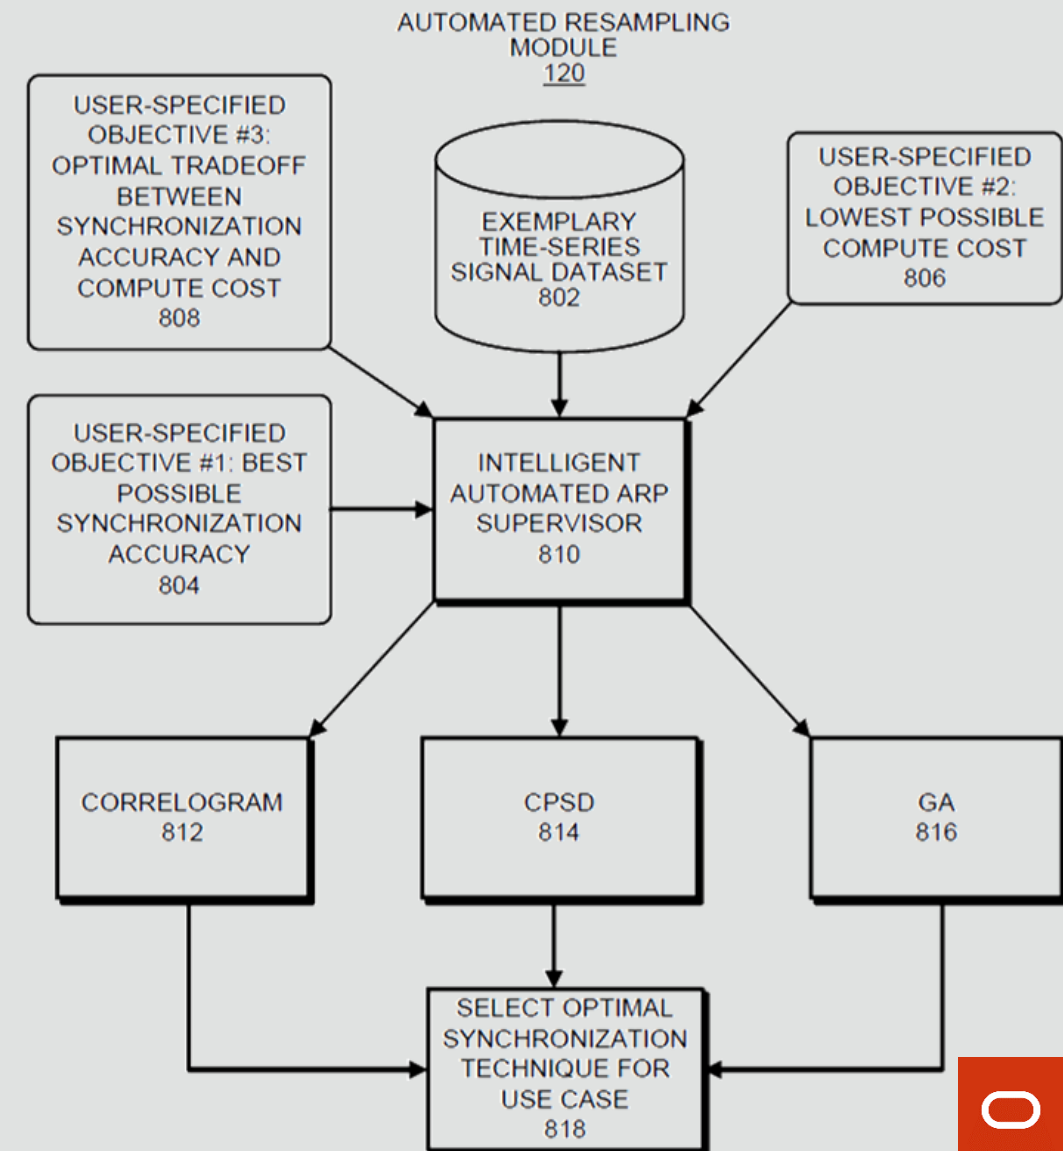 AUTOMATED RESAMPLING
MODULE
120
USER-SPECIFIED
OBJECTIVE #3:
OPTIMAL TRADEOFF
BETWEEN
SYNCHRONIZATION
ACCURACY AND
COMPUTE COST
808
EXEMPLARY
TIME-SERIES
SIGNAL DATASET
802
USER-SPECIFIED
OBJECTIVE #2:
LOWEST POSSIBLE
COMPUTE COST
806
USER-SPECIFIED
OBJECTIVE #1: BEST
POSSIBLE
SYNCHRONIZATION
ACCURACY
804
INTELLIGENT
AUTOMATED ARP
SUPERVISOR
810
CORRELOGRAM
812
CPSD
814
GA
816
SELECT OPTIMAL
SYNCHRONIZATION
TECHNIQUE FOR
USE CASE
818